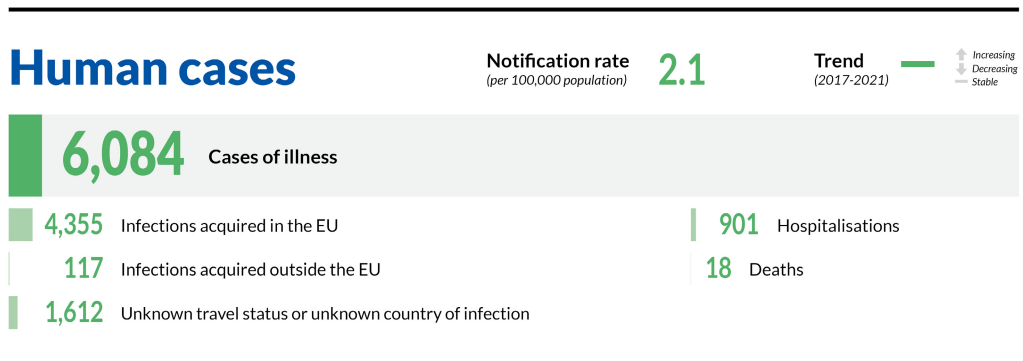 Human cases
Notification rate
(per 100,000 population)
2.1
Trend
(2017-2021)
Increasing
Decreasing
Stable
6,084 Cases of illness
4,355 Infections acquired in the EU
117 Infections acquired outside the EU
1,612 Unknown travel status or unknown country of infection
901 Hospitalisations
18 Deaths